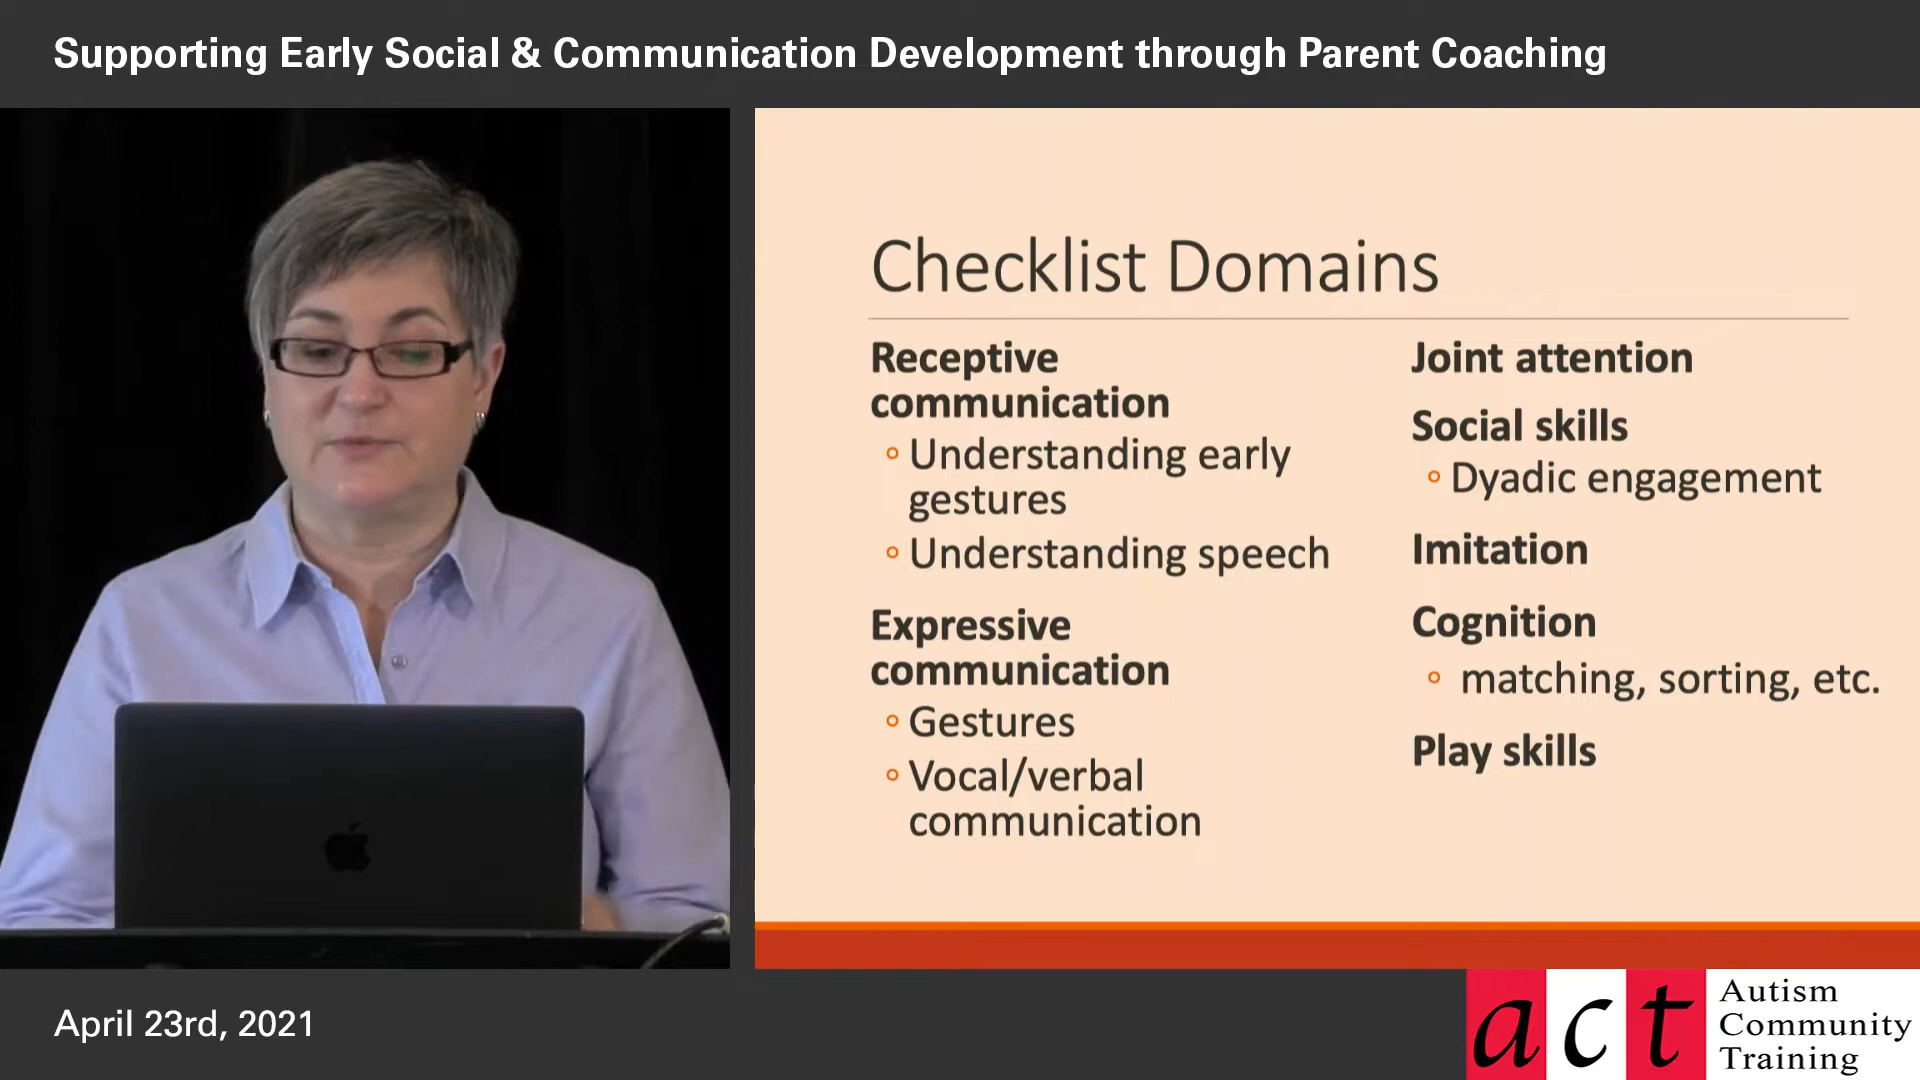 Supporting Early Social & Communication Development through Parent Coaching
Checklist Domains
Receptive
communication
Understanding early
gestures
Understanding speech
Expressive
communication
Gestures
Vocal/verbal
communication
Joint attention
Social skills
Dyadic engagement
Imitation
Cognition
matching, sorting, etc.
Play skills
April 23rd, 2021
act
Autism
Community
Training